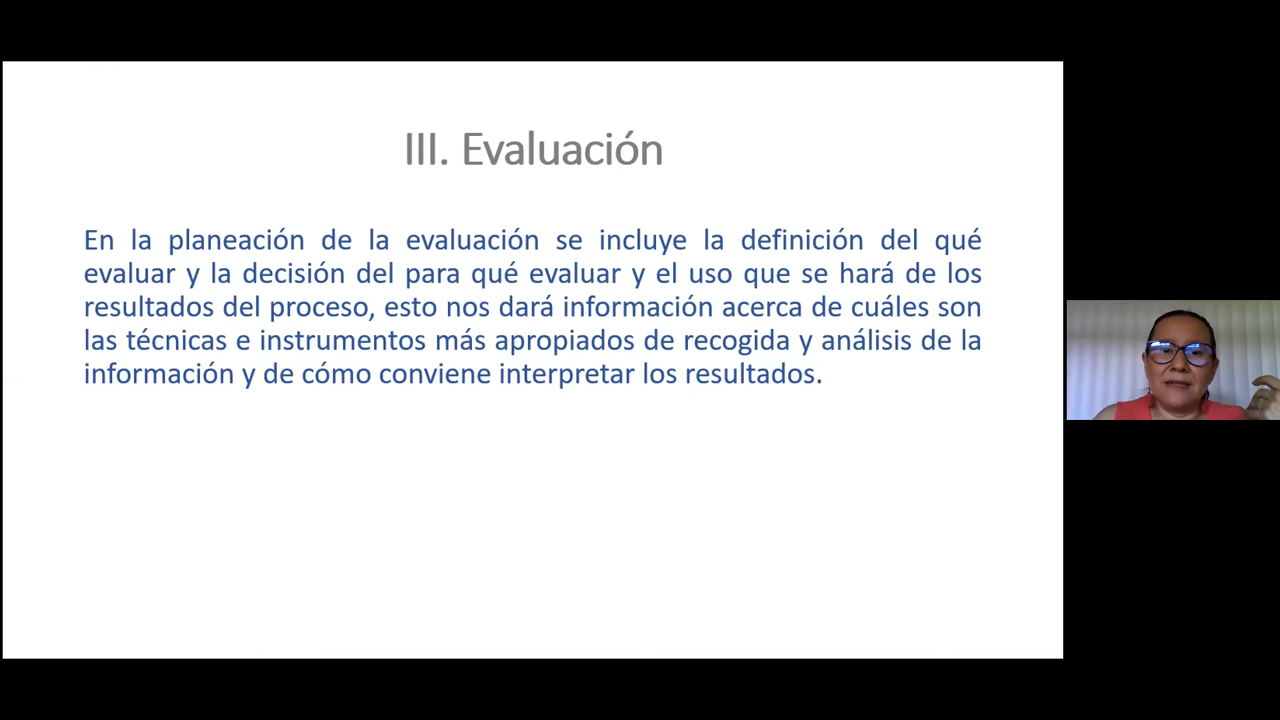 III. Evaluación
En la planeación de la evaluación se incluye la definición del qué
evaluar y la decisión del para qué evaluar y el uso que se hará de los
resultados del proceso, esto nos dará información acerca de cuáles son
las técnicas e instrumentos más apropiados de recogida y análisis de la
información y de cómo conviene interpretar los resultados.